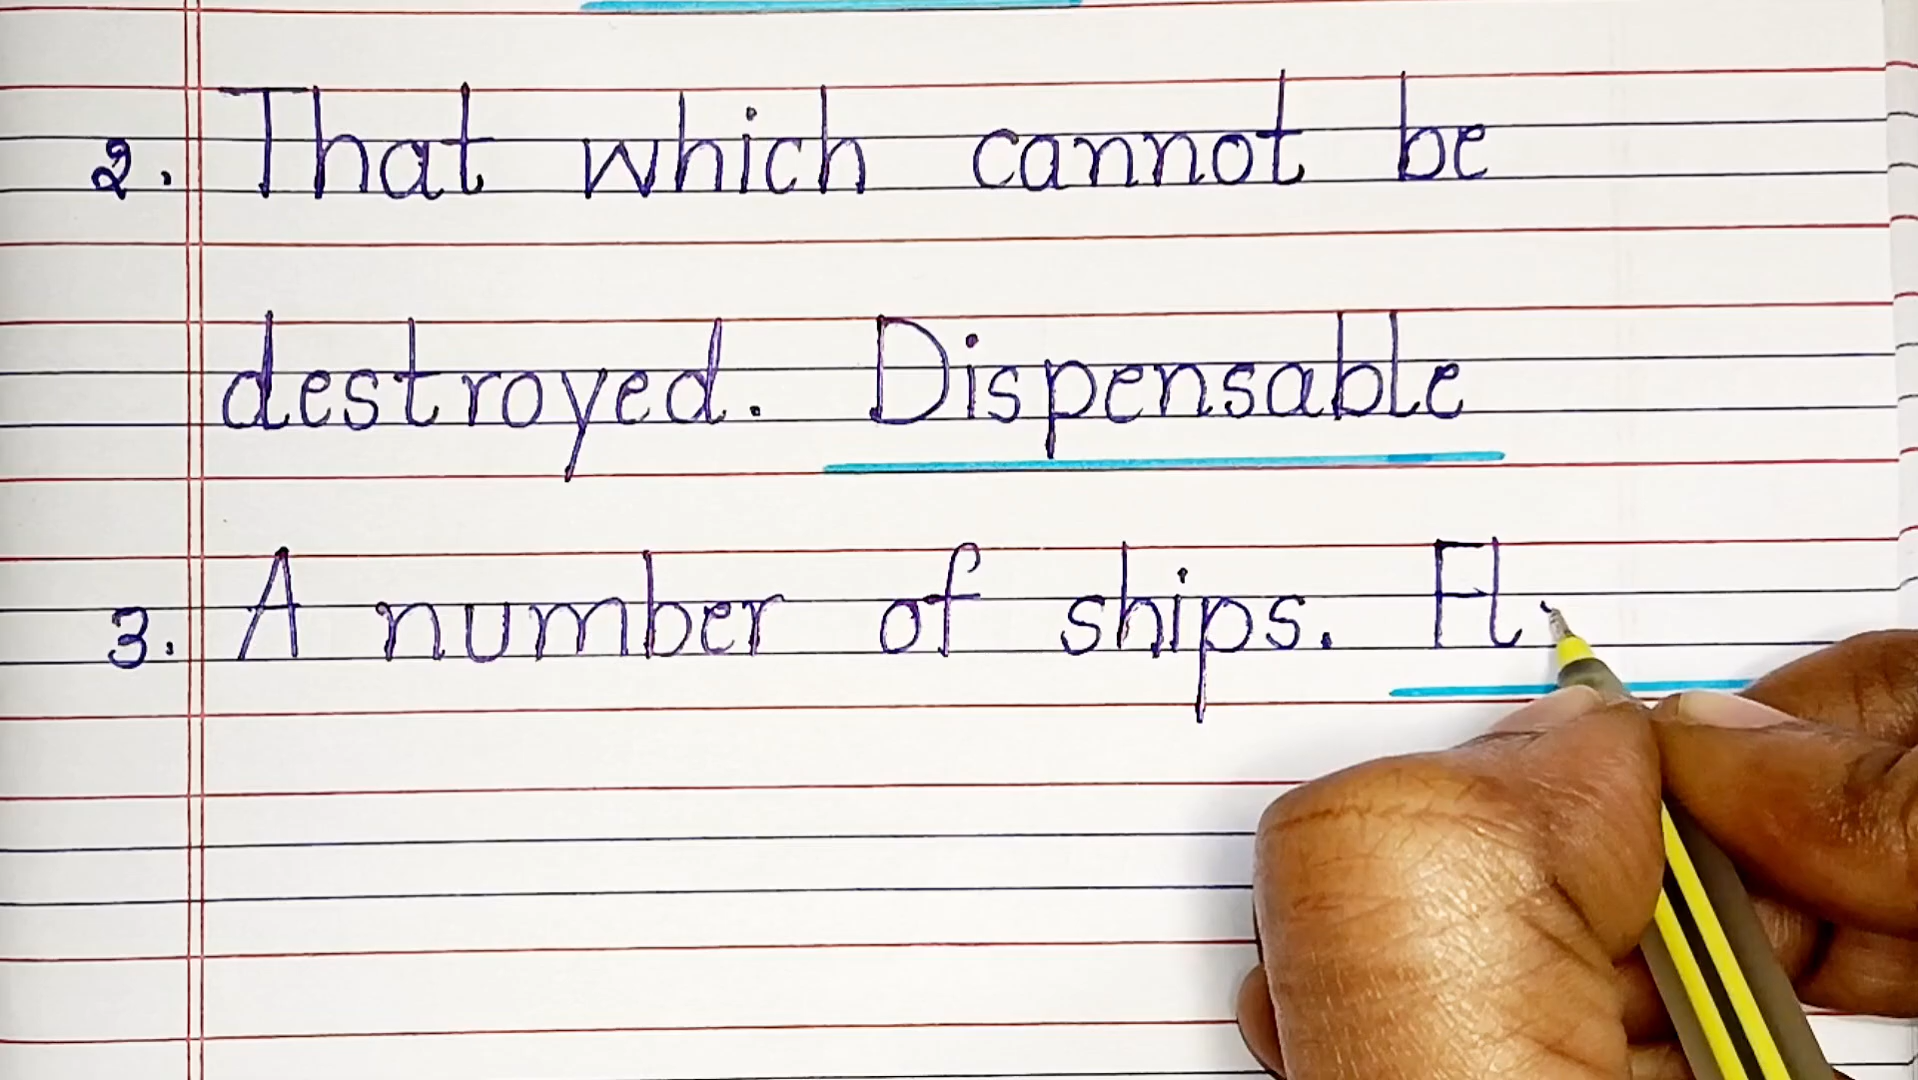 2. That which cannot be
destroyed. Dispensable
3. A number of ships. Fl